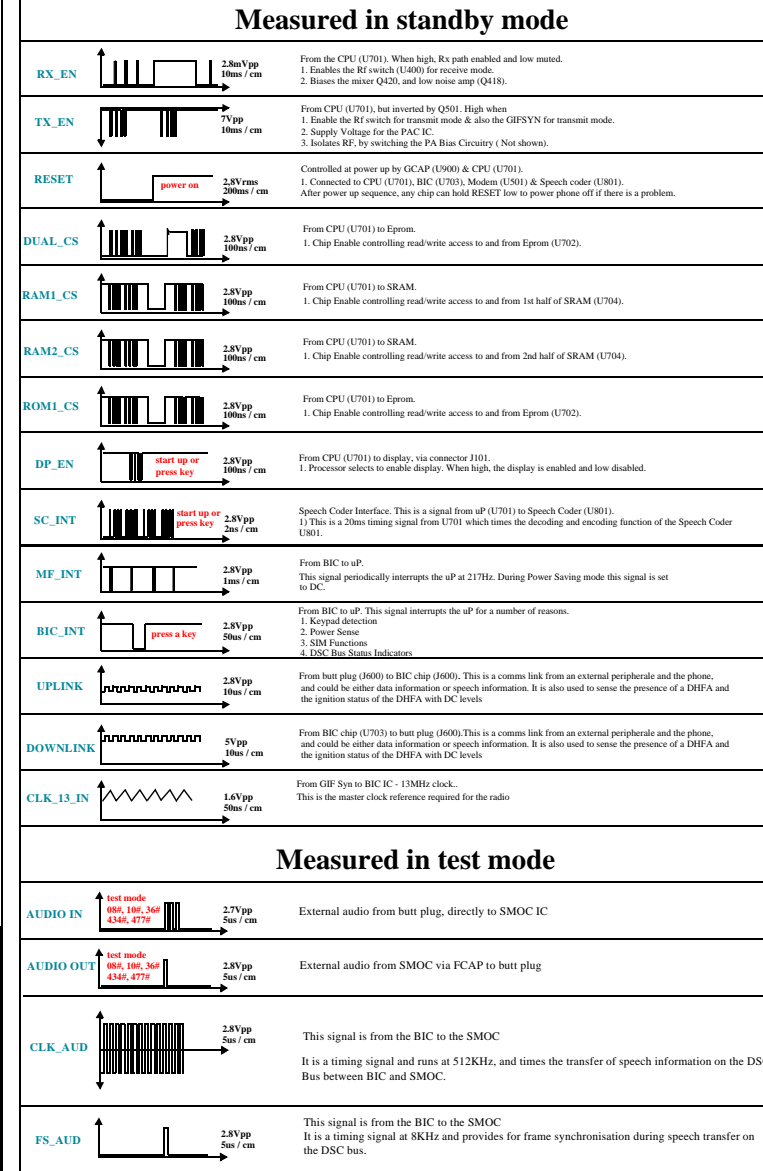 Measured in standby mode
RX_EN
2.8mVpp
10ms / cm
From the CPU (U701). When high, Rx path enabled and low muted.
1. Enables the Rf switch (U400) for receive mode.
2. Biases the mixer Q420, and low noise amp (Q418).
TX_EN
7Vpp
10ms / cm
From CPU, but inverted by Q501. High when
1. Enable the Rf switch for transmit mode & also the GIFSYN for transmit mode.
2. Supply Voltage for the PAC IC.
3. Isolates RF, by switching the PA Bias Circuitry ( Not shown).
RESET
power on
2,8Vrms
200ms / cm
Controlled at power up by GCAP (U900) & CPU (U701).
1. Connected to CPU (U701), BIC (U703), Modem (U501) & Speech coder (U801).
After power up sequence, any chip can hold RESET low to power phone off if there is a problem.
DUAL_CS
2.8Vpp
100ns / cm
From CPU (U701) to Eprom.
1. Chip Enable controlling read/write access to and from Eprom (U702).
RAM1_CS
2.8Vpp
100ns / cm
From CPU (U701) to SRAM.
1. Chip Enable controlling read/write access to and from 1st half of SRAM (U704).
RAM2_CS
2.8Vpp
100ns / cm
From CPU (U701) to SRAM.
1. Chip Enable controlling read/write access to and from 2nd half of SRAM (U704).
ROM1_CS
2.8Vpp
100ns / cm
From CPU (U701) to Eprom.
1. Chip Enable controlling read/write access to and from Eprom (U702).
DP_EN
start up or
press key
2.8Vpp
100ns / cm
From CPU (U701) to display, via connector J101.
1. Processor selects to enable display. When high, the display is enabled and low disabled.
SC_INT
start up or
press key
2.8Vpp
2ns / cm
Speech Coder Interface. This is a signal from uP (U701) to Speech Coder (U801).
1) This is a 20ms timing signal from U701 which times the decoding and encoding function of the Speech Coder
U801.
MF_INT
2.8Vpp
1ms / cm
From BIC to uP.
This signal periodically interrupts the uP at 217Hz. During Power Saving mode this signal is set
to DC.
BIC_INT
press a key
2.8Vpp
50us / cm
From BIC to uP. This signal interrupts the uP for a number of reasons.
1. Keypad detection
2. Power Sense
3. SIM Functions
4. DSC Bus Status Indicators
UPLINK
2.8Vpp
10us / cm
From butt plug (J600) to BIC chip (J600). This is a comms link from an external peripherale and the phone,
and could be either data information or speech information. It is also used to sense the presence of a DHFA and
the ignition status of the DHFA with DC levels
DOWNLINK
5Vpp
10us / cm
From BIC chip (U703) to butt plug (J600).This is a comms link from an external peripherale and the phone,
and could be either data information or speech information. It is also used to sense the presence of a DHFA and
the ignition status of the DHFA with DC levels
CLK_13_IN
1.6Vpp
50ns / cm
From GIF Syn to BIC IC - 13MHz clock..
This is the master clock reference required for the radio
Measured in test mode
AUDIO IN
test mode
08#, 10#, 36#
434#, 477#
2.7Vpp
5us / cm
External audio from butt plug, directly to SMOC IC
AUDIO OUT
test mode
08#, 10#, 36#
434#, 477#
2.8Vpp
5us / cm
External audio from SMOC via FCAP to butt plug
CLK_AUD
2.8Vpp
5us / cm
This signal is from the BIC to the SMOC
It is a timing signal and runs at 512KHz, and times the transfer of speech information on the DSC
Bus between BIC and SMOC.
FS_AUD
2.8Vpp
5us / cm
This signal is from the BIC to the SMOC
It is a timing signal at 8KHz and provides for frame synchronisation during speech transfer on
the DSC bus.